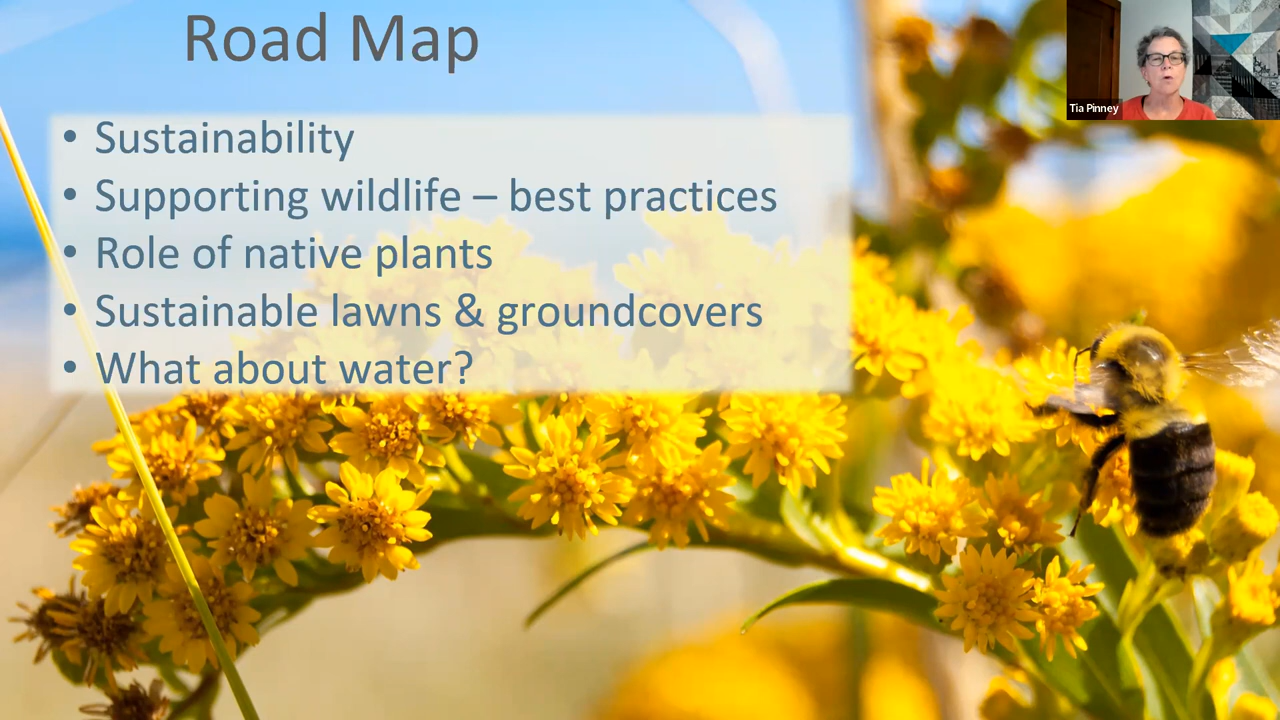 Road Map
Tia Pinney
• Sustainability
• Supporting wildlife – best practices
• Role of native plants
• Sustainable lawns & groundcovers
• What about water?